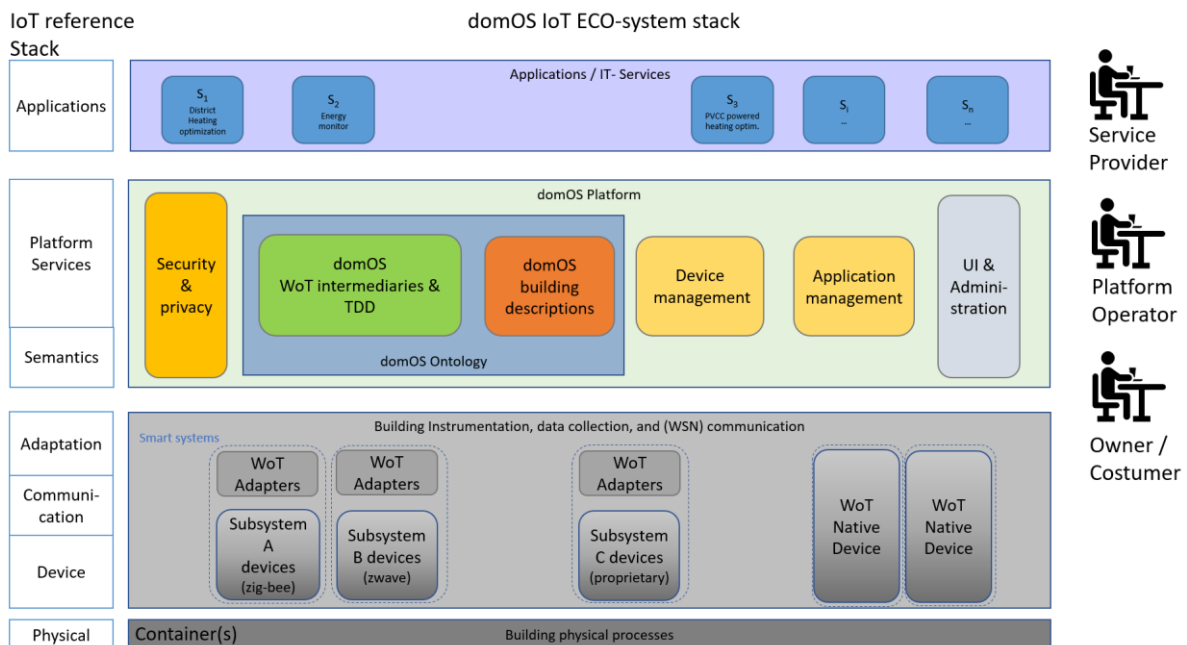 IoT reference
Stack
domOS IoT ECO-system stack
Applications
Applications / IT- Services
S1
District
Heating
optimization
S2
Energy
monitor
S3
PVCC powered
heating optim.
Si
...
Sn
...
Service
Provider
Platform
Services
Semantics
domOS Platform
Security
&
privacy
domOS
WoT intermediaries &
TDD
domOS
building
descriptions
domOS Ontology
Device
management
Application
management
UI &
Admini-
stration
Platform
Operator
Adaptation
Communi-
cation
Device
Building Instrumentation, data collection, and (WSN) communication
Smart systems
WoT
Adapters
Subsystem
A
devices
(zig-bee)
WoT
Adapters
Subsystem
B devices
(zwave)
WoT
Adapters
Subsystem
C devices
(proprietary)
WoT
Native
Device
WoT
Native
Device
Owner /
Costumer
Physical
Container(s)
Building physical processes